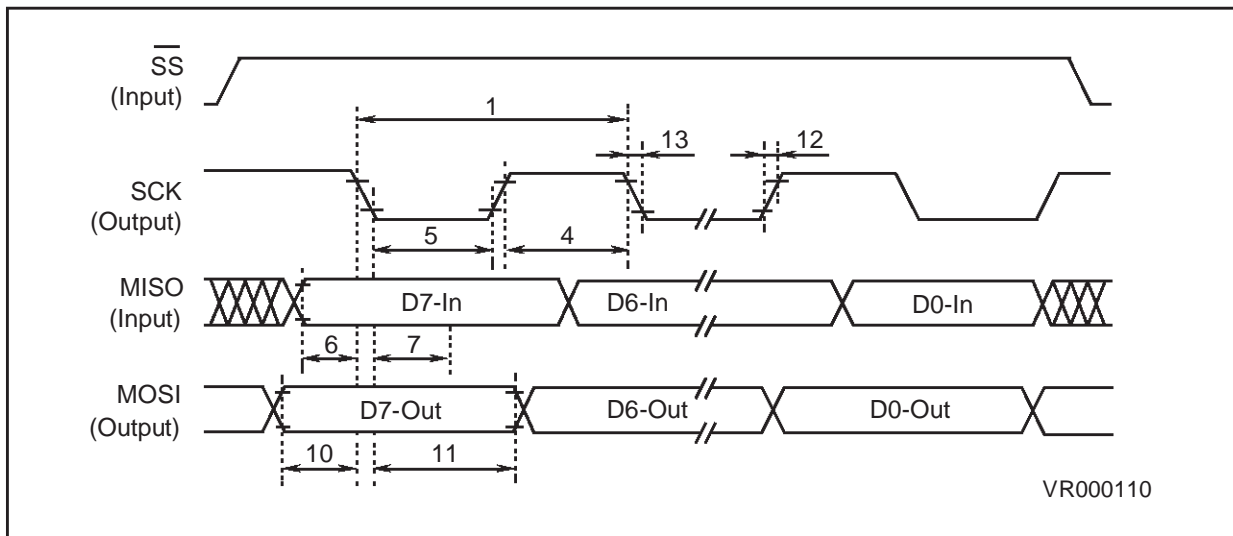 SS
(Input)
1
13
12
SCK
(Output)
5
4
MISO
(Input)
D7-In
D6-In
D0-In
6
7
MOSI
(Output)
D7-Out
D6-Out
D0-Out
10
11
VR000110